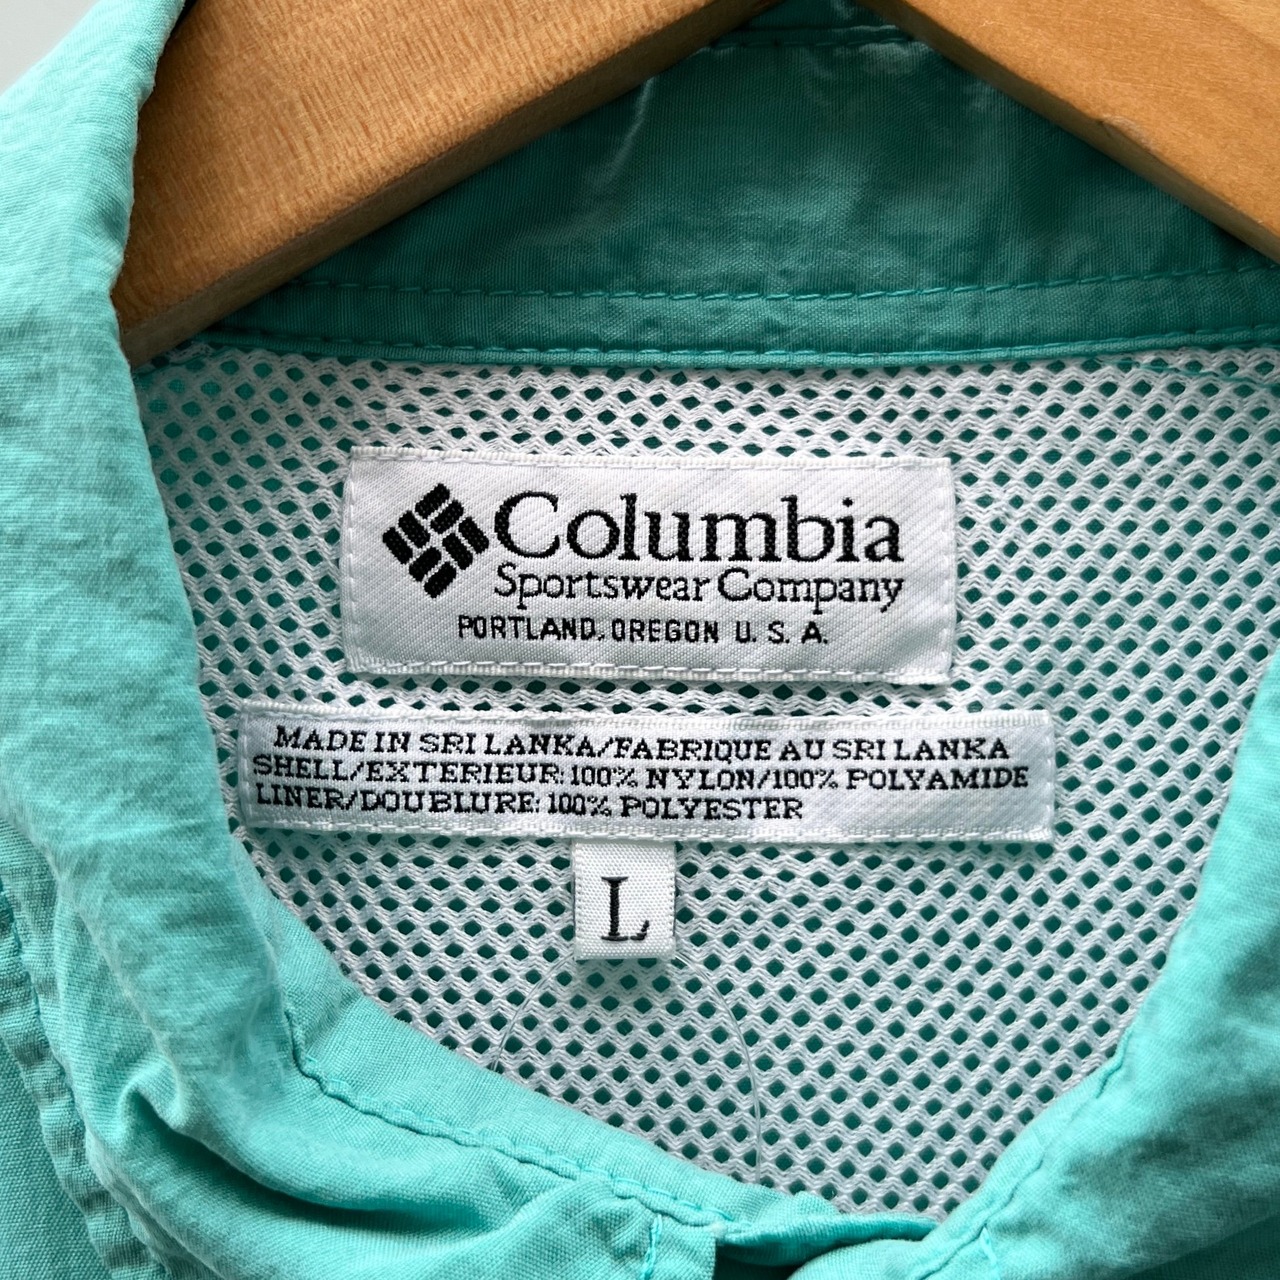 Columbia
Sportswear Company
PORTLAND, OREGON U. S. A.
MADE IN SRI LANKA/FABRIQUE AU SRI LANKA
SHELL/EXTERIEUR: 100% NYLON/100% POLYAMIDE
LINER/DOUBLURE: 100% POLYESTER
L